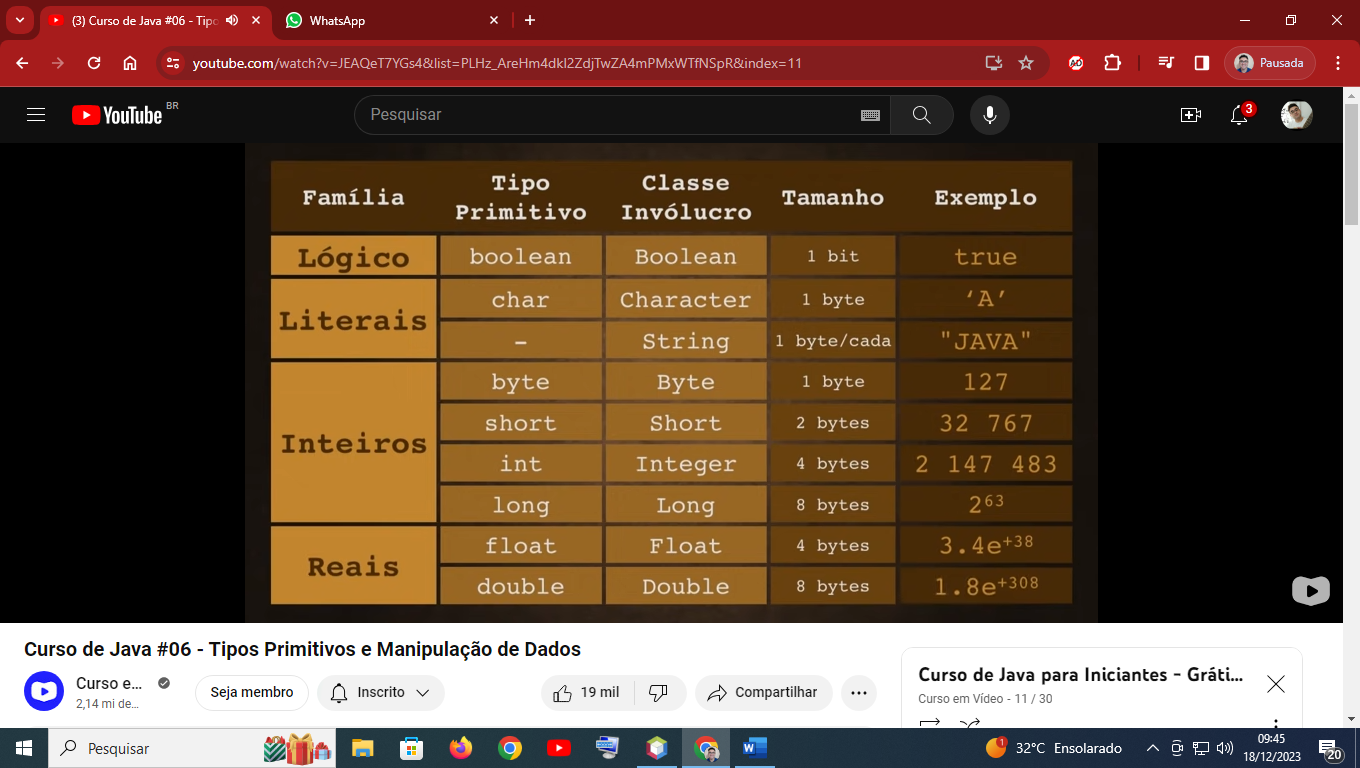 (3) Curso de Java #06 - Tipo
WhatsApp
youtube.com/watch?v=JEAQeT7YGs4&list=PLHz_AreHm4dkI2ZdjTwZA4mPMxWTfNSpR&index=11
Pausada
YouTube BR
Pesquisar
3
Família Tipo Primitivo Classe Invólucro Tamanho Exemplo
Lógico boolean Boolean 1 bit true
Literais char Character 1 byte ‘A’
- String 1 byte/cada "JAVA"
Inteiros byte Byte 1 byte 127
short Short 2 bytes 32 767
int Integer 4 bytes 2 147 483
long Long 8 bytes 2⁶³
Reais float Float 4 bytes 3.4e⁺³⁸
double Double 8 bytes 1.8e⁺³⁰⁸
Curso de Java #06 - Tipos Primitivos e Manipulação de Dados
Curso e...
2,14 mi de...
Seja membro
Inscrito
19 mil
Compartilhar
Curso de Java para Iniciantes - Gráti...
Curso em Vídeo - 11 / 30
Pesquisar
1
32°C Ensolarado
09:45
18/12/2023
20